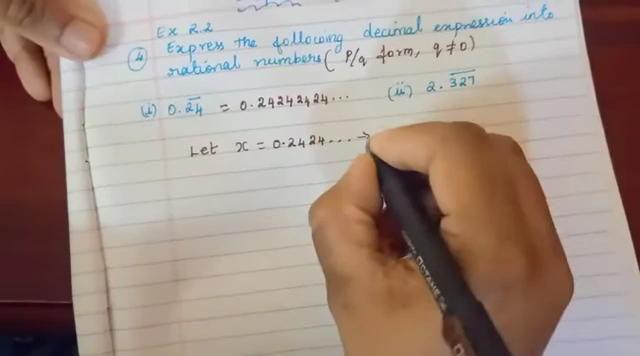 Ex 2.2
④ Express the following decimal expression into
rational numbers ( P/q form, q ≠ 0)
(i) 0.2̅4̅ = 0.24242424... (ii) 2.3̅2̅7̅
Let x = 0.2424.... →
OCTANE